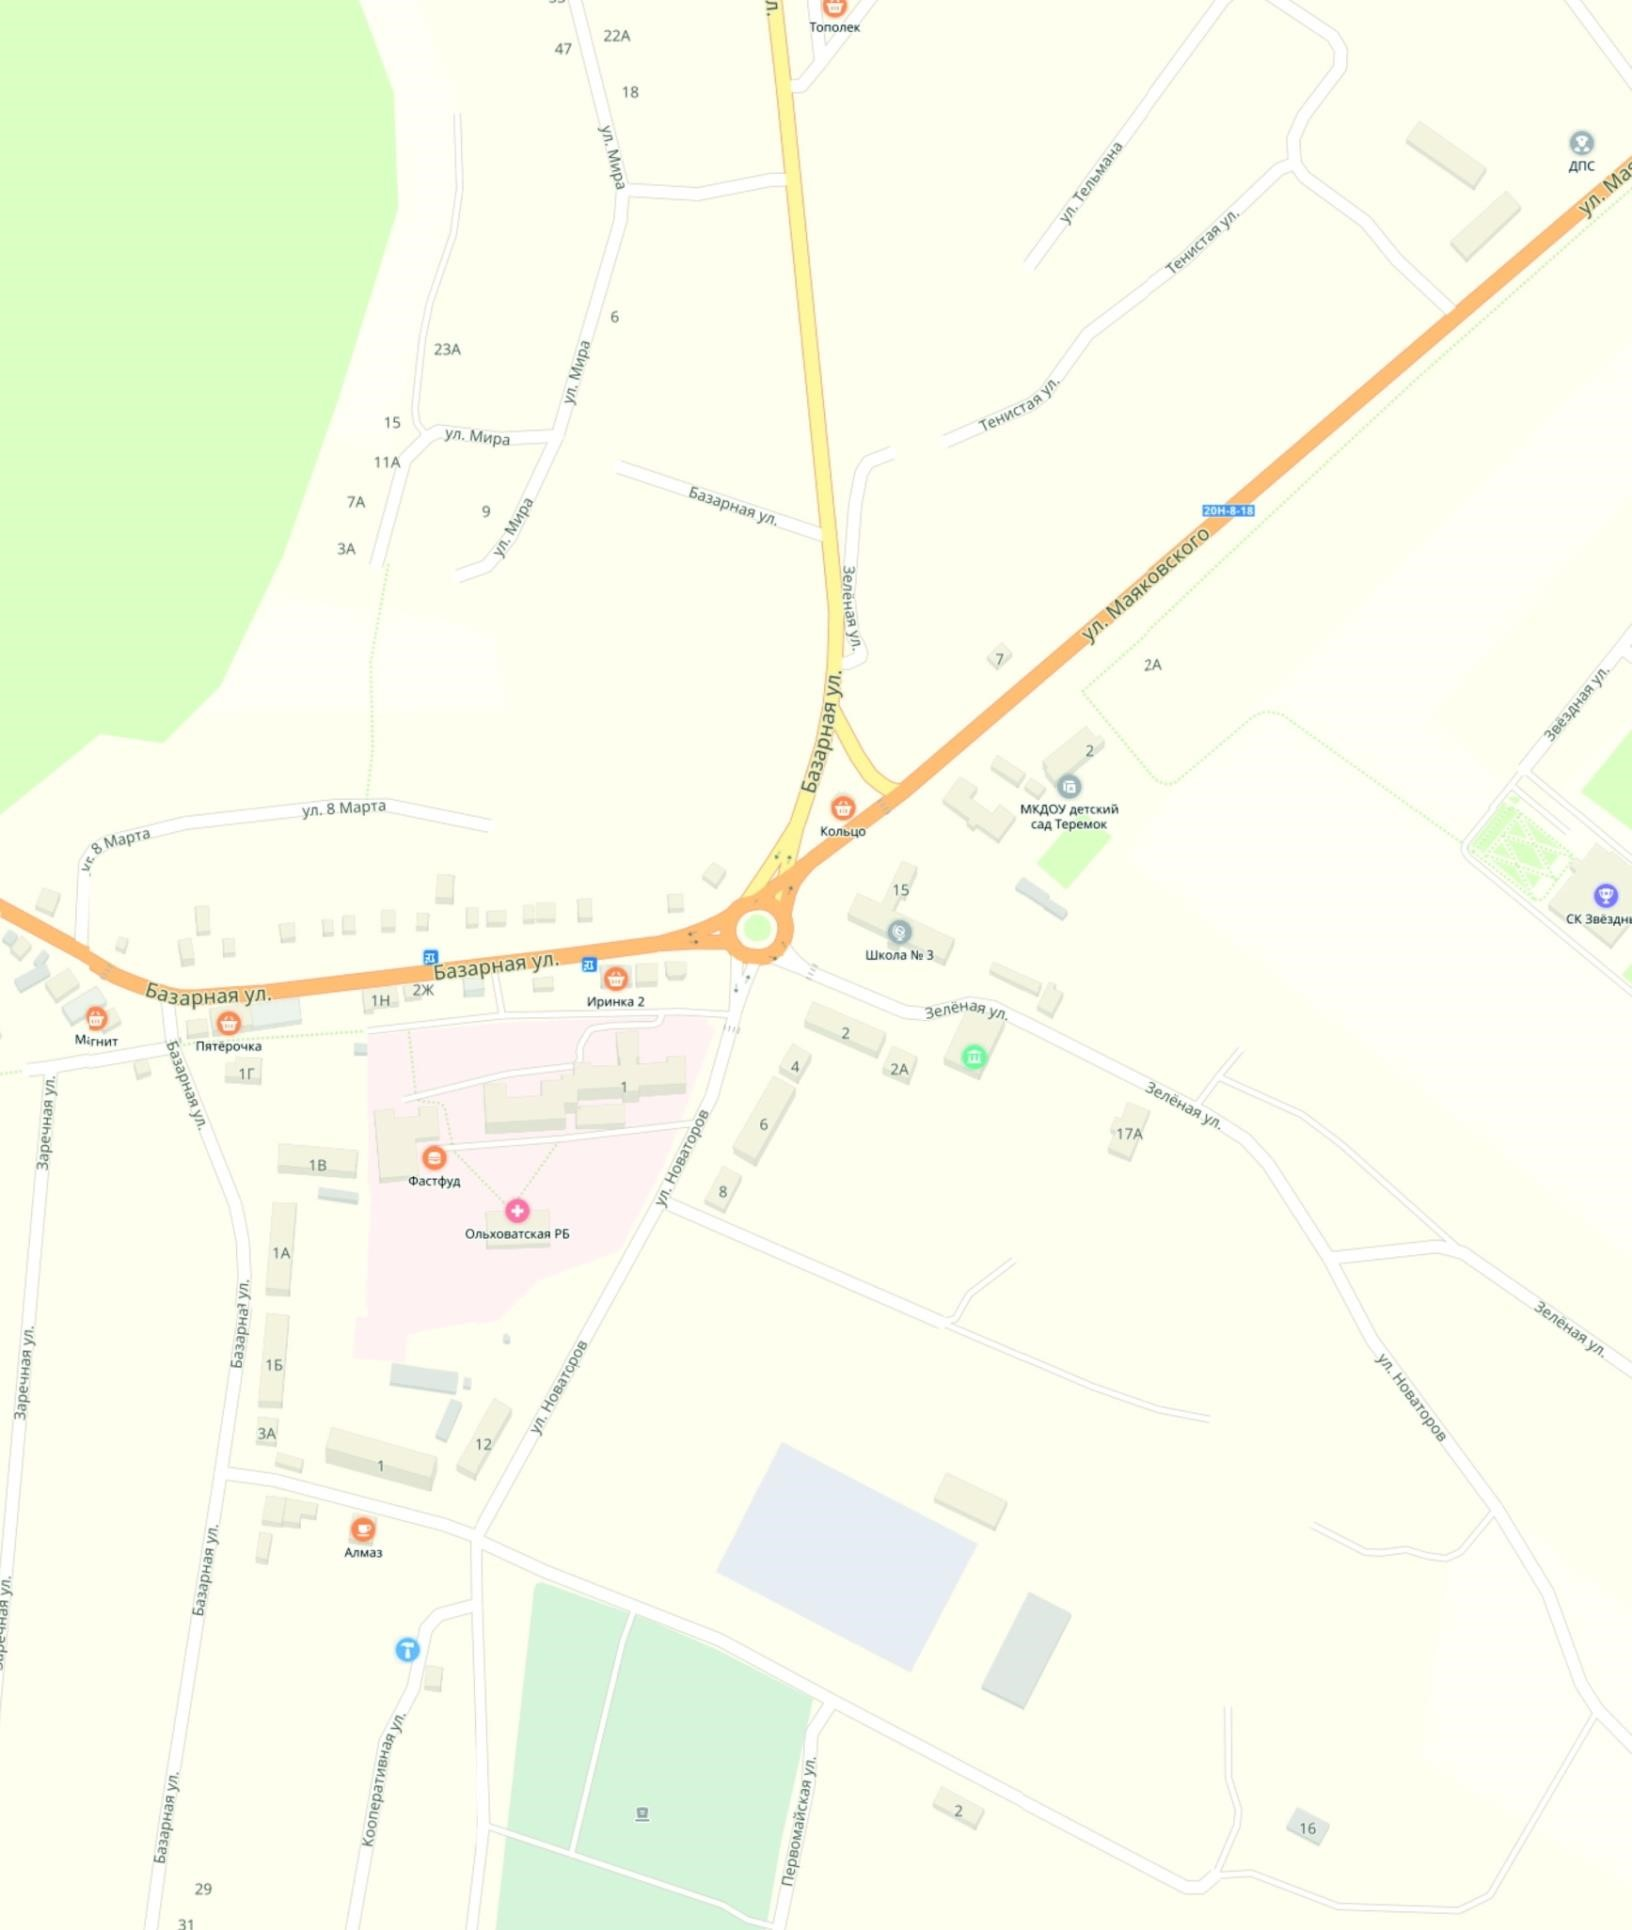 Тополек
22А
47
18
ДПС
ул. Мира
ул. Тельмана
Тенистая ул.
6
23А
ул. Мира
15
ул. Мира
11А
Тенистая ул.
7А
9
Базарная ул.
20Н-8-18
3А
ул. Мира
ул. Маяковского
Зелёная ул.
7
2А
Звёздная ул.
Базарная ул.
2
МКДОУ детский
сад Теремок
ул. 8 Марта
ул. 8 Марта
Кольцо
15
Школа № 3
СК Звёздн
Базарная ул.
Базарная ул.
1Н
2Ж
Иринка 2
Зелёная ул.
Магнит
Пятёрочка
2
1Г
4
2А
1
Базарная ул.
Заречная ул.
6
Зелёная ул.
17А
1В
Фастфуд
ул. Новаторов
8
Ольховатская РБ
1А
Базарная ул.
Заречная ул.
1Б
Зелёная ул.
ул. Новаторов
ул. Новаторов
3А
12
1
Алмаз
Базарная ул.
Заречная ул.
Кооперативная ул.
Базарная ул.
Первомайская ул.
2
16
29
31